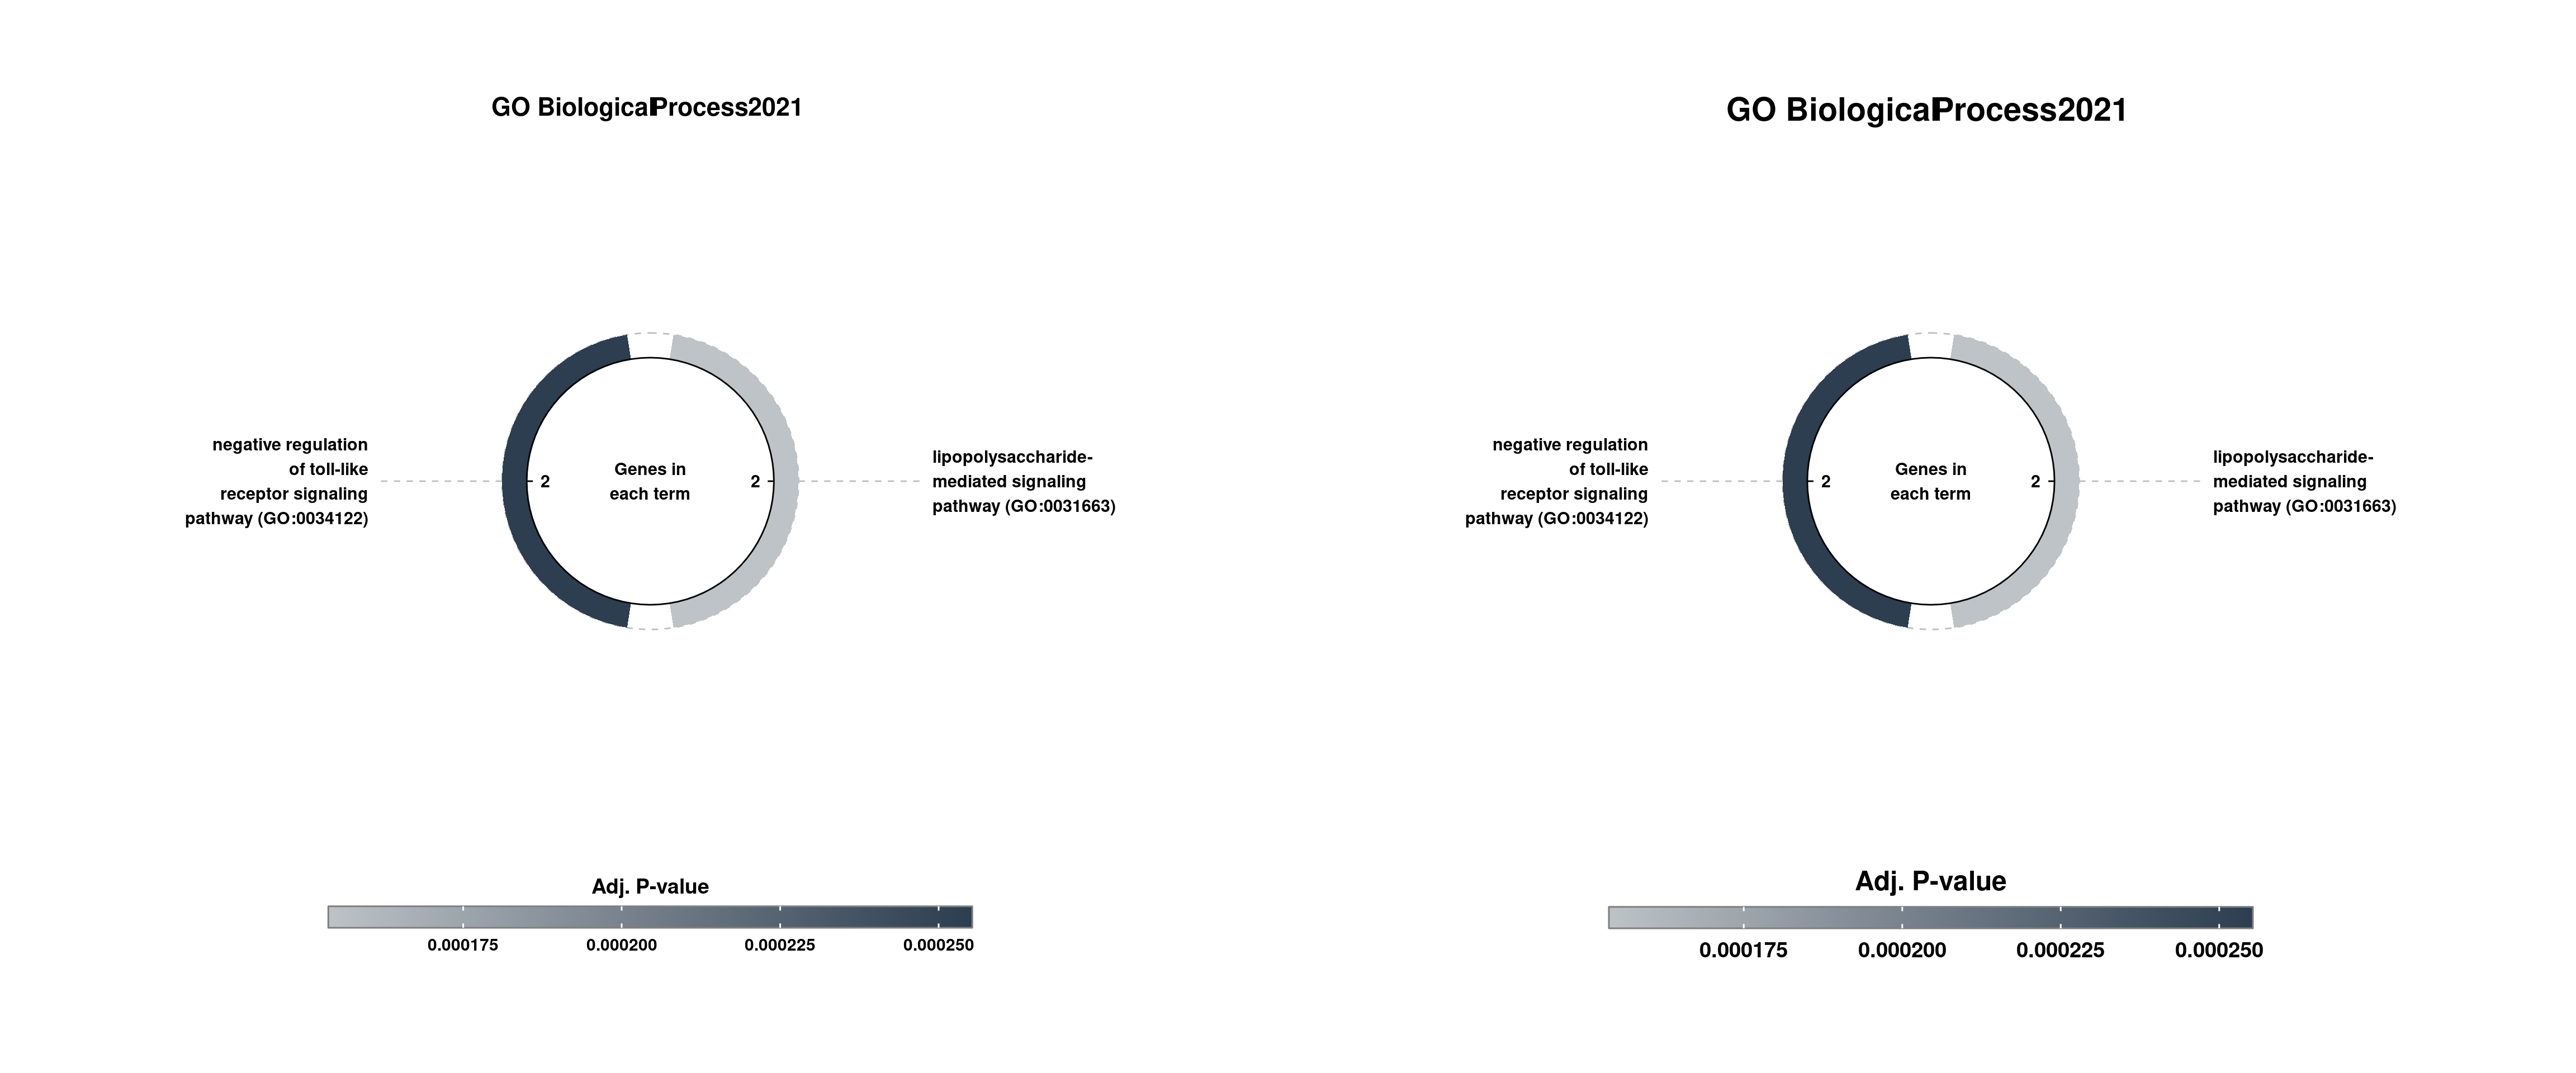 GO BiologicalProcess2021
negative regulation
of toll-like
receptor signaling
pathway (GO:0034122)
2
Genes in
each term
2
lipopolysaccharide-
mediated signaling
pathway (GO:0031663)
Adj. P-value
0.000175 0.000200 0.000225 0.000250
GO BiologicalProcess2021
negative regulation
of toll-like
receptor signaling
pathway (GO:0034122)
2
Genes in
each term
2
lipopolysaccharide-
mediated signaling
pathway (GO:0031663)
Adj. P-value
0.000175 0.000200 0.000225 0.000250